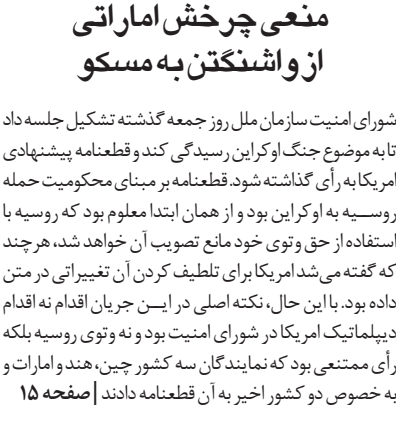 منعی چرخش اماراتی
از واشنگتن به مسکو
شورای امنیت سازمان ملل روز جمعه گذشته تشکیل جلسه داد
تا به موضوع جنگ اوکراین رسیدگی کند و قطعنامه پیشنهادی
امریکا به رأی گذاشته شود. قطعنامه بر مبنای محکومیت حمله
روسیه به اوکراین بود و از همان ابتدا معلوم بود که روسیه با
استفاده از حق وتوی خود مانع تصویب آن خواهد شد، هر چند
که گفته می‌شد امریکا برای تلطیف کردن آن تغییراتی در متن
داده بود. با این حال، نکته اصلی در این جریان اقدام نه اقدام
دیپلماتیک امریکا در شورای امنیت بود و نه وتوی روسیه بلکه
رأی ممتنعی بود که نمایندگان سه کشور چین، هند و امارات و
به خصوص دو کشور اخیر به آن قطعنامه دادند | صفحه ۱۵